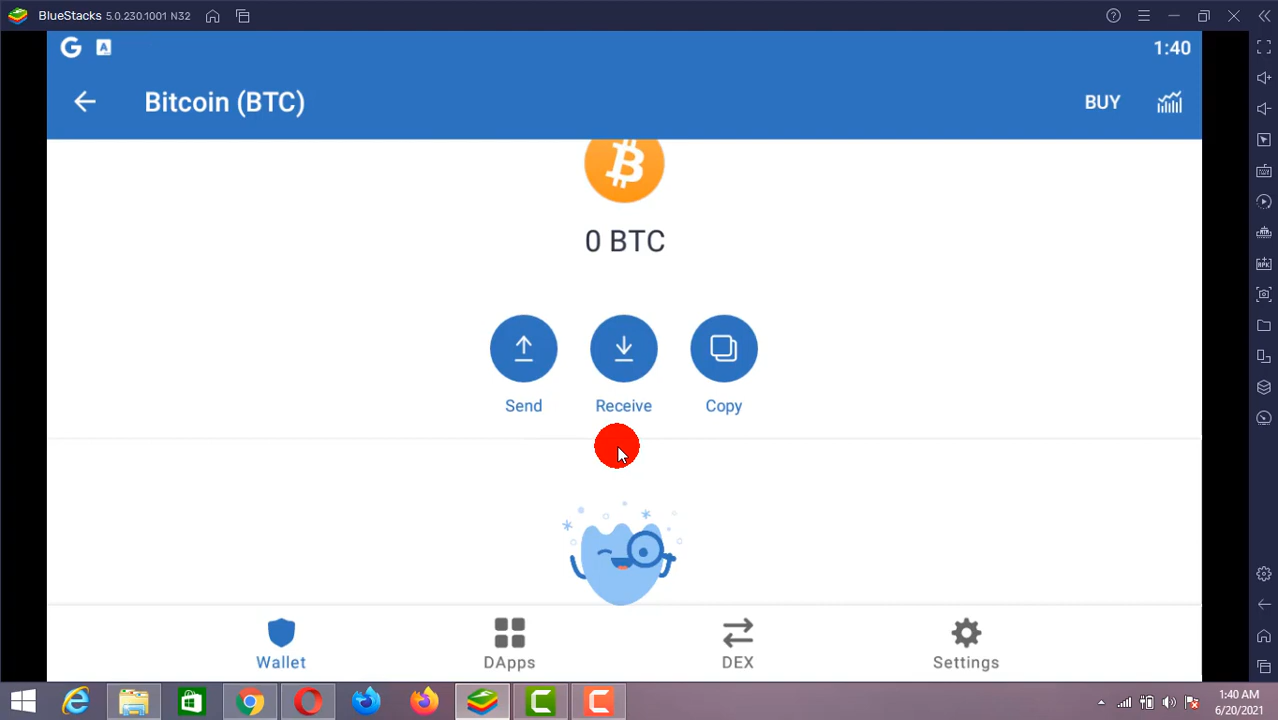 BlueStacks 5.0.230.1001 N32
G A 1:40
Bitcoin (BTC) BUY
0 BTC
Send Receive Copy
Wallet DApps DEX Settings
1:40 AM
6/20/2021